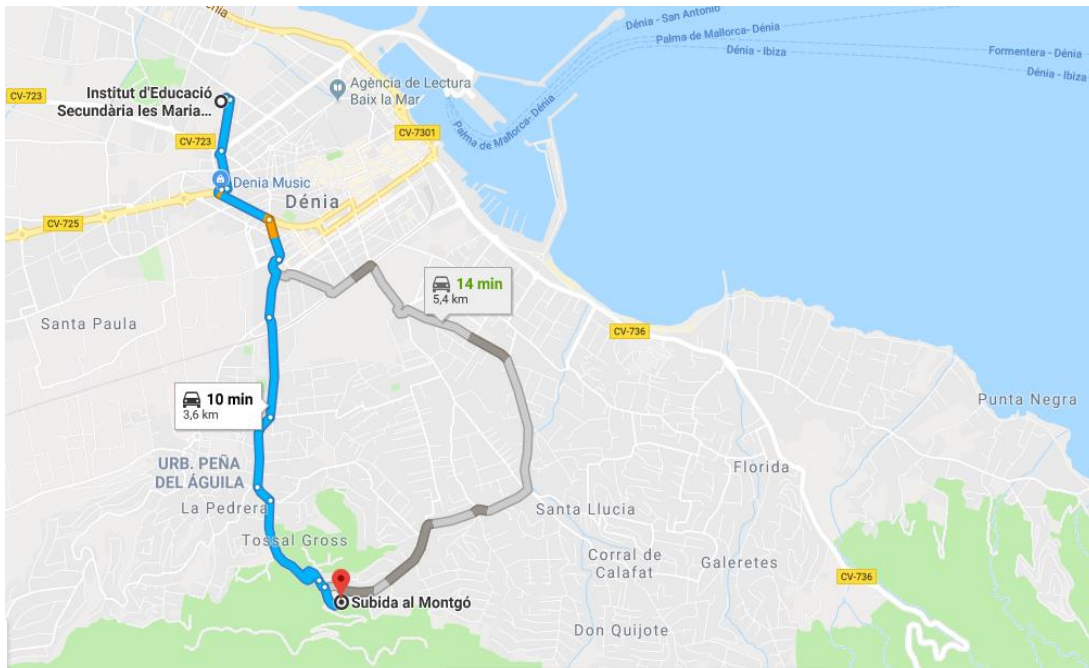 Dénia - San Antonio
Palma de Mallorca- Dénia
Dénia - Ibiza
Formentera - Dénia
Dénia - Ibiza
CV-723
Institut d'Educació
Secundària Ies Maria...
Agència de Lectura
Baix la Mar
Palma de Mallorca- Dénia
CV-7301
CV-723
Denia Music
Dénia
CV-725
14 min
5,4 km
Santa Paula
CV-736
10 min
3,6 km
Punta Negra
URB. PEÑA
DEL ÁGUILA
Florida
La Pedrera
Santa Llucia
Tossal Gross
Corral de
Calafat
Galeretes
CV-736
Subida al Montgó
Don Quijote